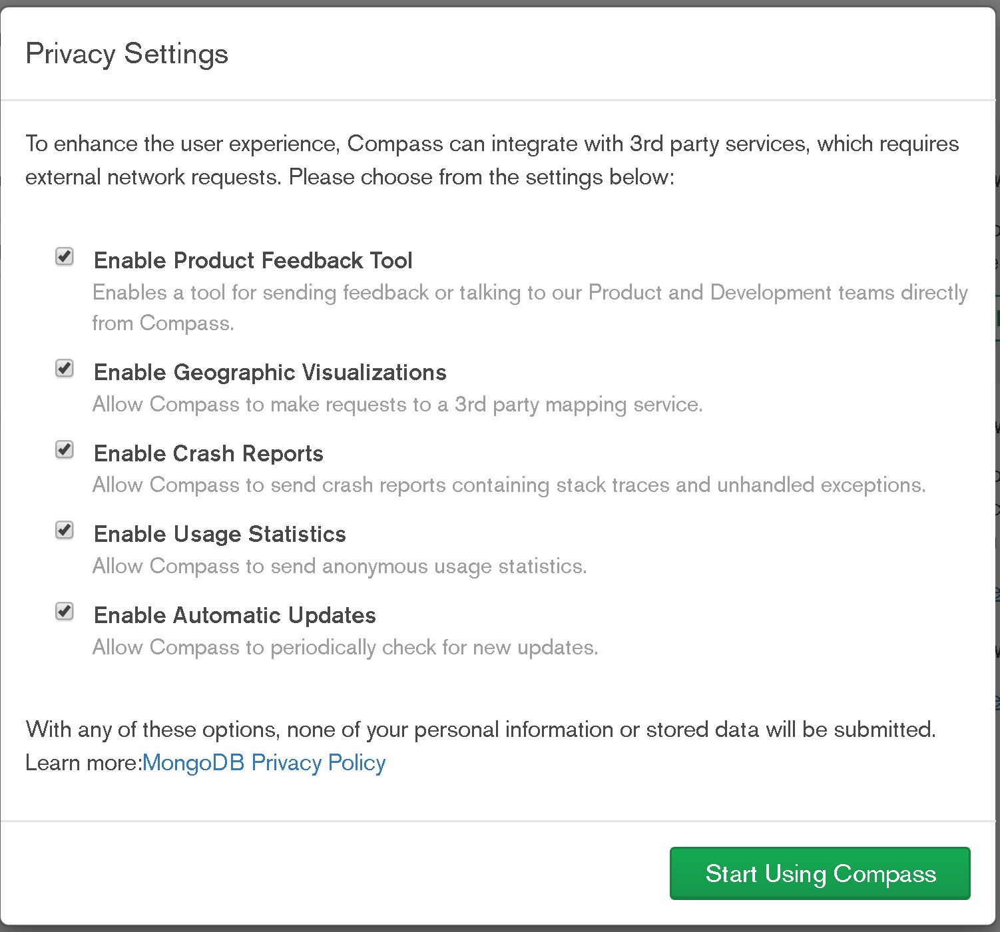 Privacy Settings
To enhance the user experience, Compass can integrate with 3rd party services, which requires
external network requests. Please choose from the settings below:
Enable Product Feedback Tool
Enables a tool for sending feedback or talking to our Product and Development teams directly
from Compass.
Enable Geographic Visualizations
Allow Compass to make requests to a 3rd party mapping service.
Enable Crash Reports
Allow Compass to send crash reports containing stack traces and unhandled exceptions.
Enable Usage Statistics
Allow Compass to send anonymous usage statistics.
Enable Automatic Updates
Allow Compass to periodically check for new updates.
With any of these options, none of your personal information or stored data will be submitted.
Learn more:MongoDB Privacy Policy
Start Using Compass